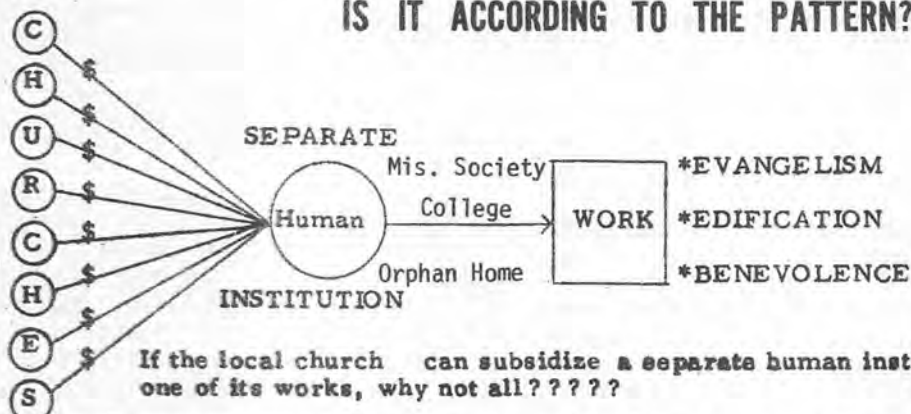 IS IT ACCORDING TO THE PATTERN?
C
H
U
R
C
H
E
S
$
$
$
$
$
$
$
$
SEPARATE
Human
INSTITUTION
Mis. Society
College
Orphan Home
WORK
*EVANGELISM
*EDIFICATION
*BENEVOLENCE
If the local church can subsidize a separate human inst
one of its works, why not all?????